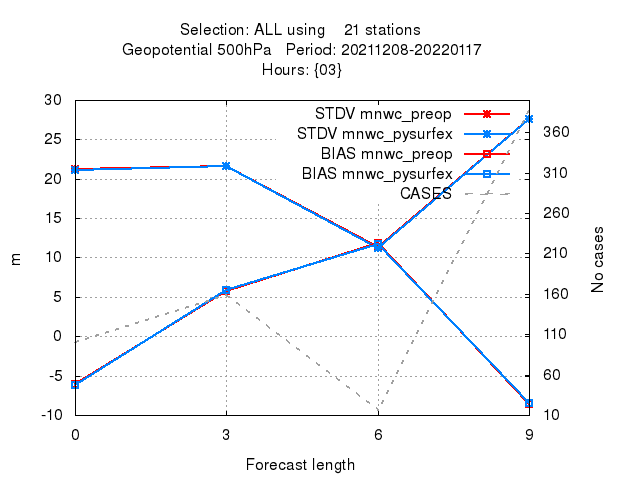 Selection: ALL using 21 stations
Geopotential 500hPa Period: 20211208-20220117
Hours: {03}
30
25
20
15
10
5
0
-5
-10
m
STDV mnwc_preop
STDV mnwc_pysurfex
BIAS mnwc_preop
BIAS mnwc_pysurfex
CASES
360
310
260
210
160
110
60
10
No cases
0 3 6 9
Forecast length